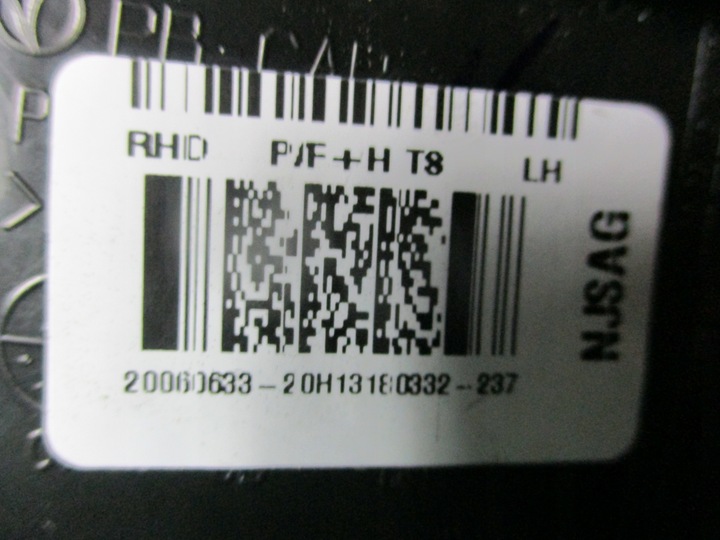 RHD P/F+H T8 LH
NJSAG
20060633-20H13180332-237